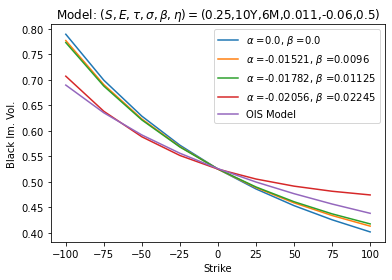 Model: (S, E, τ, σ, β, η) = (0.25,10Y,6M,0.011,-0.06,0.5)
Black Im. Vol.
0.80
0.75
0.70
0.65
0.60
0.55
0.50
0.45
0.40
α =0.0, β =0.0
α =-0.01521, β =0.0096
α =-0.01782, β =0.01125
α =-0.02056, β =0.02245
OIS Model
−100 −75 −50 −25 0 25 50 75 100
Strike